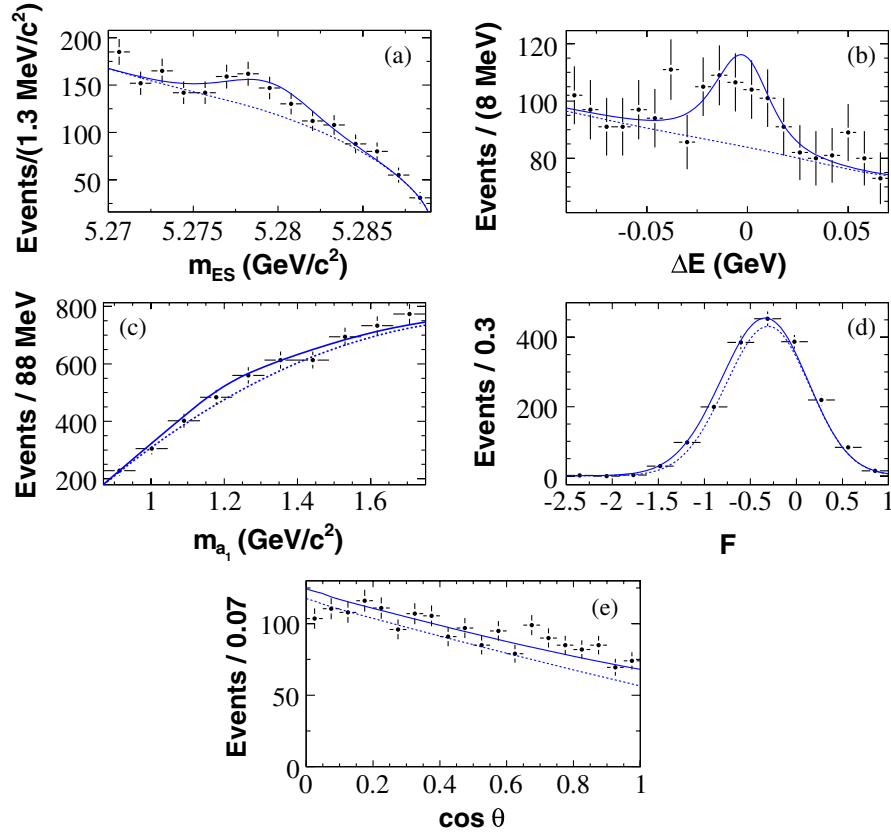 Events/(1.3 MeV/c²)
200
150
100
50
(a)
5.27
5.275
5.28
5.285
m_ES (GeV/c²)
Events / (8 MeV)
120
100
80
(b)
-0.05
0
0.05
ΔE (GeV)
Events / 88 MeV
800
600
400
200
(c)
1
1.2
1.4
1.6
m_a₁ (GeV/c²)
Events / 0.3
400
200
0
(d)
-2.5
-2
-1.5
-1
-0.5
0
0.5
1
F
Events / 0.07
100
50
0
(e)
0
0.2
0.4
0.6
0.8
1
cos θ